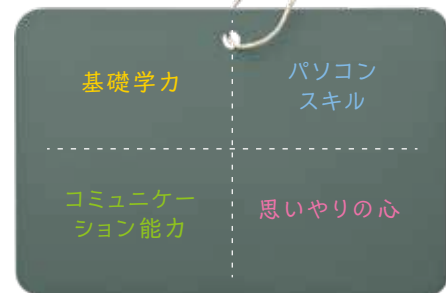 基礎学力
パソコン
スキル
コミュニケー
ション能力
思いやりの心